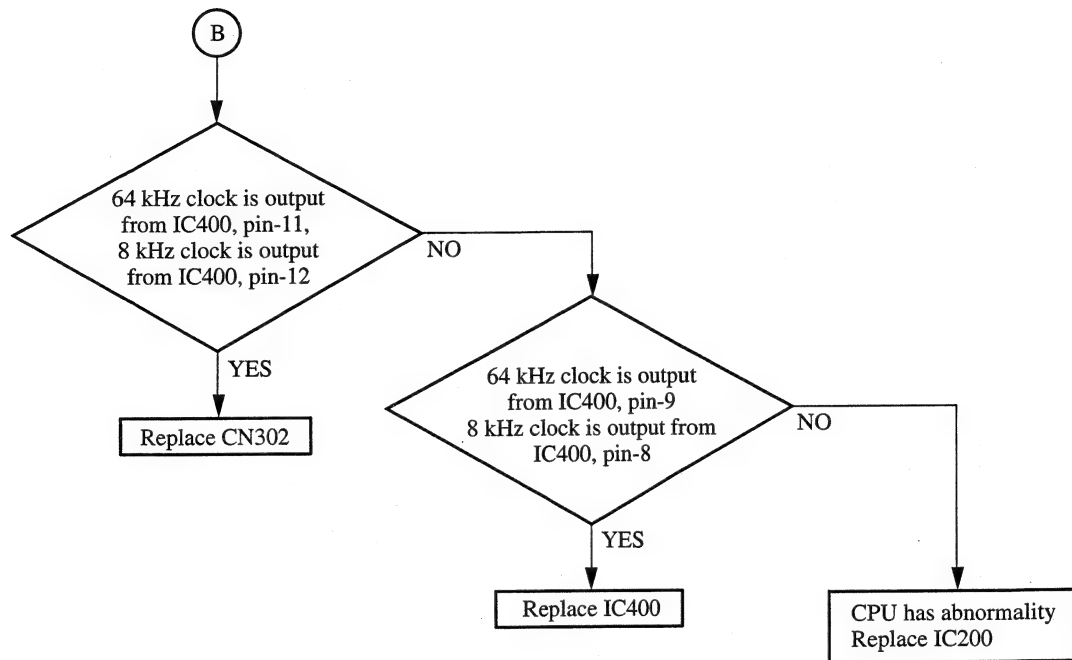 B
64 kHz clock is output
from IC400, pin-11,
8 kHz clock is output
from IC400, pin-12
NO
YES
Replace CN302
64 kHz clock is output
from IC400, pin-9
8 kHz clock is output from
IC400, pin-8
NO
YES
Replace IC400
CPU has abnormality
Replace IC200